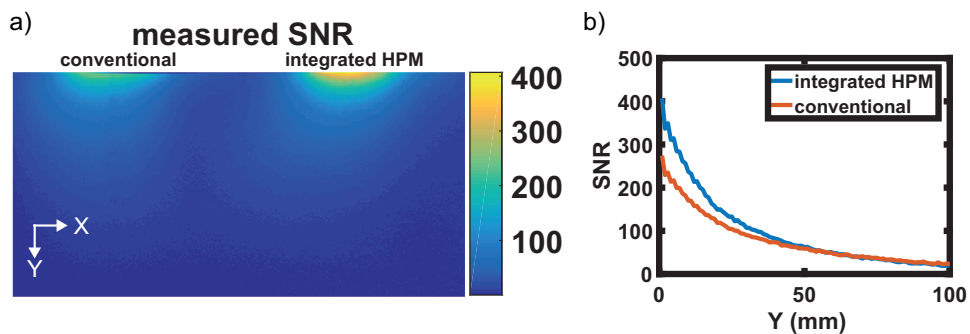 a)
measured SNR
conventional
integrated HPM
400
300
200
100
X
Y
b)
500
400
300
200
100
0
SNR
integrated HPM
conventional
0
50
100
Y (mm)